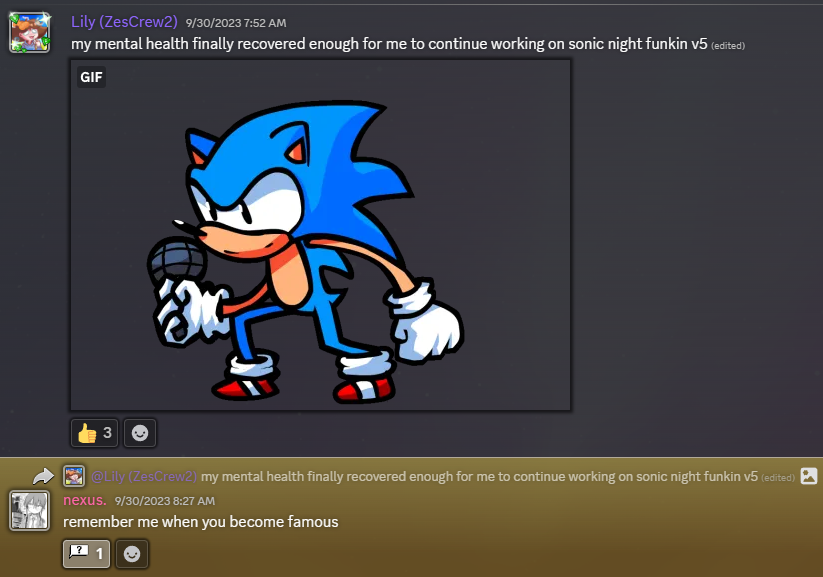 Lily (ZesCrew2) 9/30/2023 7:52 AM
my mental health finally recovered enough for me to continue working on sonic night funkin v5 (edited)
GIF
3
@Lily (ZesCrew2) my mental health finally recovered enough for me to continue working on sonic night funkin v5 (edited)
nexus. 9/30/2023 8:27 AM
remember me when you become famous
? 1